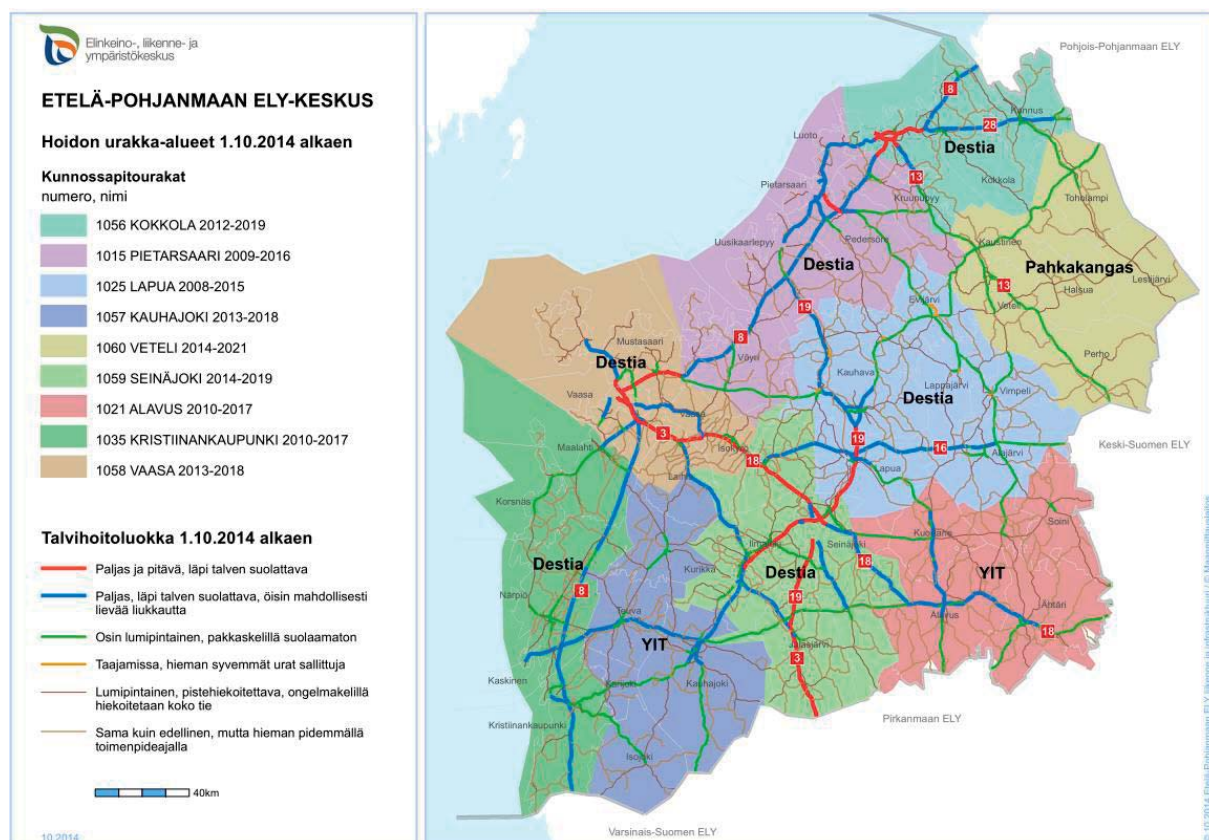 Elinkeino-, liikenne- ja
ympäristökeskus
ETELÄ-POHJANMAAN ELY-KESKUS
Hoidon urakka-alueet 1.10.2014 alkaen
Kunnossapitourakat
numero, nimi
1056 KOKKOLA 2012-2019
1015 PIETARSAARI 2009-2016
1025 LAPUA 2008-2015
1057 KAUHAJOKI 2013-2018
1060 VETELI 2014-2021
1059 SEINÄJOKI 2014-2019
1021 ALAVUS 2010-2017
1035 KRISTIINANKAUPUNKI 2010-2017
1058 VAASA 2013-2018
Talvihoitoluokka 1.10.2014 alkaen
Paljas ja pitävä, läpi talven suolattava
Paljas, läpi talven suolattava, öisin mahdollisesti
lievää liukkautta
Osin lumipintainen, pakkaskelillä suolaamaton
Taajamissa, hieman syvemmät urat sallittuja
Lumipintainen, pistehiekoitettava, ongelmakelillä
hiekoitetaan koko tie
Sama kuin edellinen, mutta hieman pidemmällä
toimenpideajalla
40km
10.2014
Pohjois-Pohjanmaan ELY
8
Kannus
28
Luoto
Destia
13
Kokkola
Pietarsaari
Kruunupyy
Toholampi
Uusikaarlepyy
Pedersöre
Kaustinen
Destia
Pahkakangas
Lestijärvi
13
Halsua
Veteli
19
Evijärvi
Mustasaari
8
Vöyri
Perho
Destia
Kauhava
Lappajärvi
Vimpeli
Vaasa
Destia
Vaasa
3
19
16
Keski-Suomen ELY
Maalahti
Isokyrö
18
Alajärvi
Laihia
Lapua
Korsnäs
Soini
Kuortane
Ilmajoki
Seinäjoki
Destia
Kurikka
Destia
18
YIT
8
Närpiö
19
Teuva
Alavus
Ähtäri
18
YIT
Jalasjärvi
3
Kaskinen
Karijoki
Kauhajoki
Kristiinankaupunki
Pirkanmaan ELY
Isojoki
Varsinais-Suomen ELY